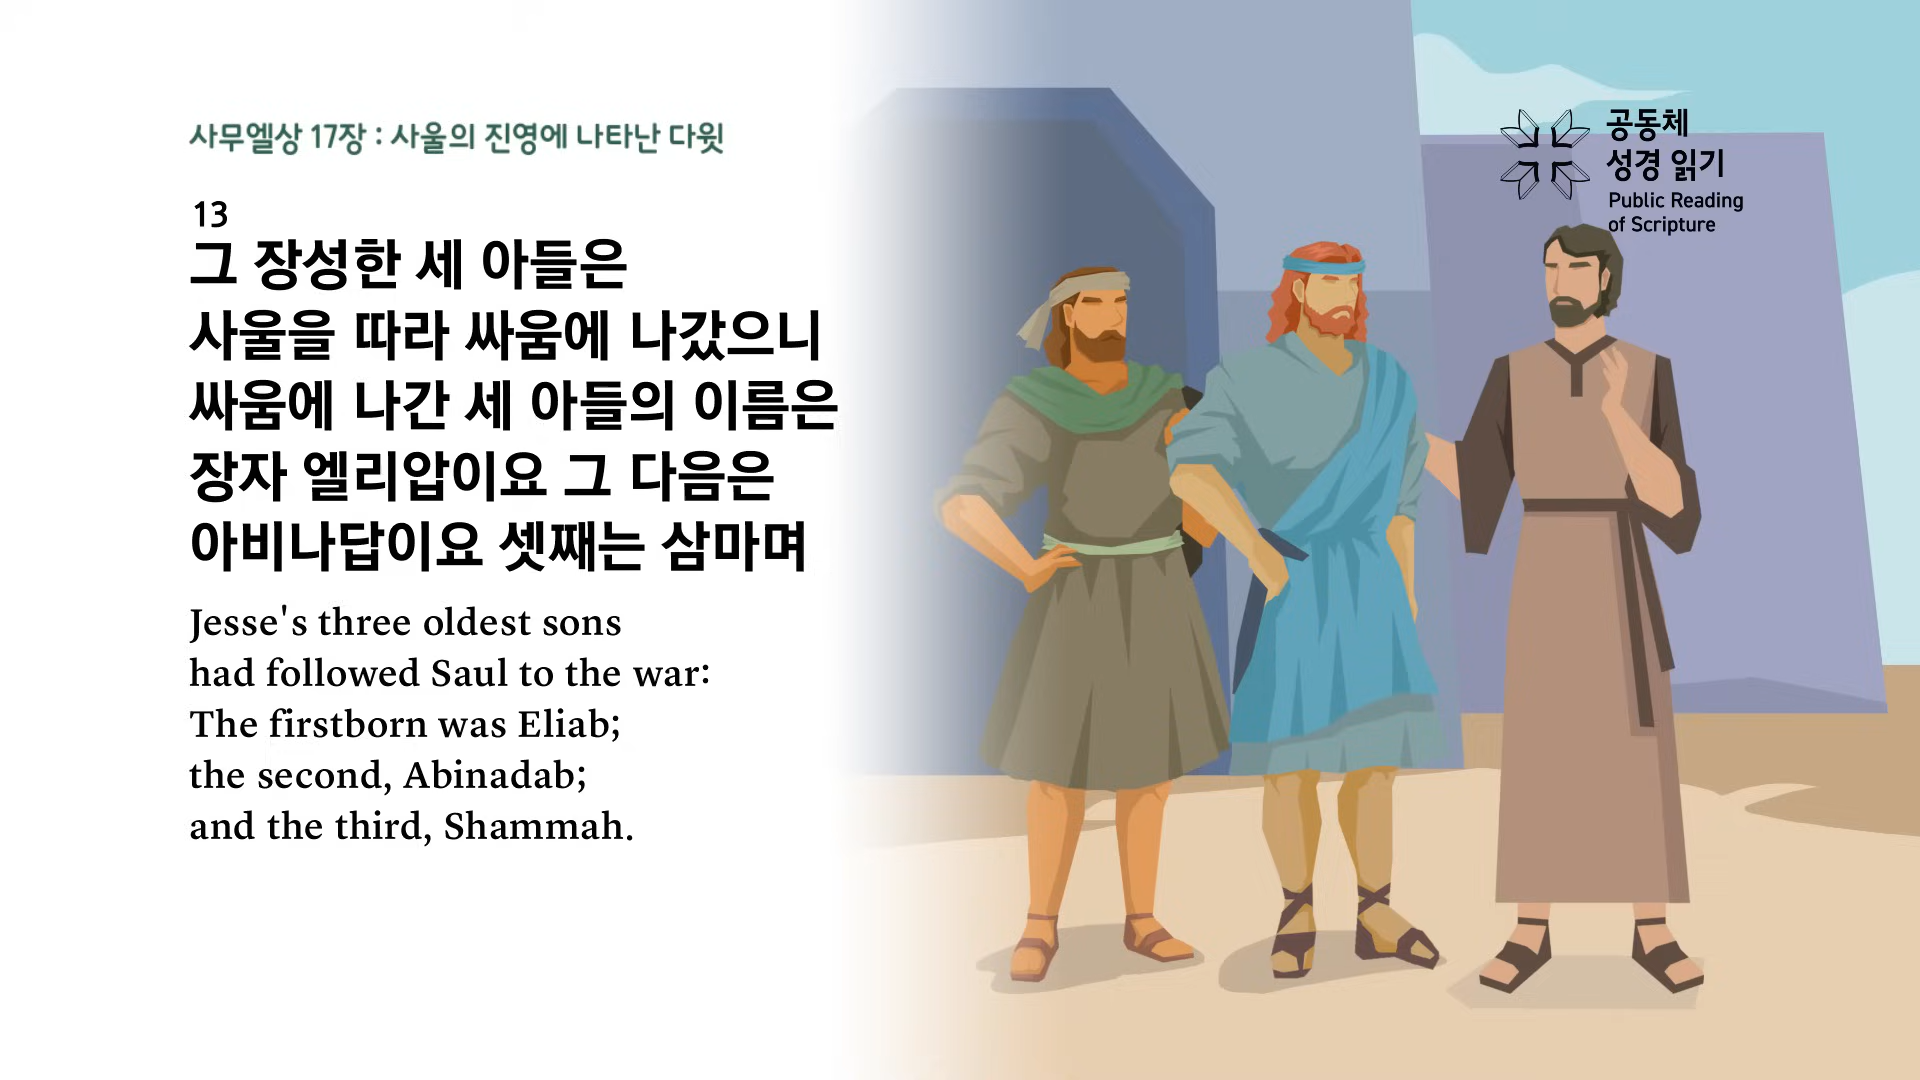 사무엘상 17장 : 사울의 진영에 나타난 다윗
13
그 장성한 세 아들은
사울을 따라 싸움에 나갔으니
싸움에 나간 세 아들의 이름은
장자 엘리압이요 그 다음은
아비나답이요 셋째는 삼마며
Jesse's three oldest sons
had followed Saul to the war:
The firstborn was Eliab;
the second, Abinadab;
and the third, Shammah.
공동체
성경 읽기
Public Reading
of Scripture